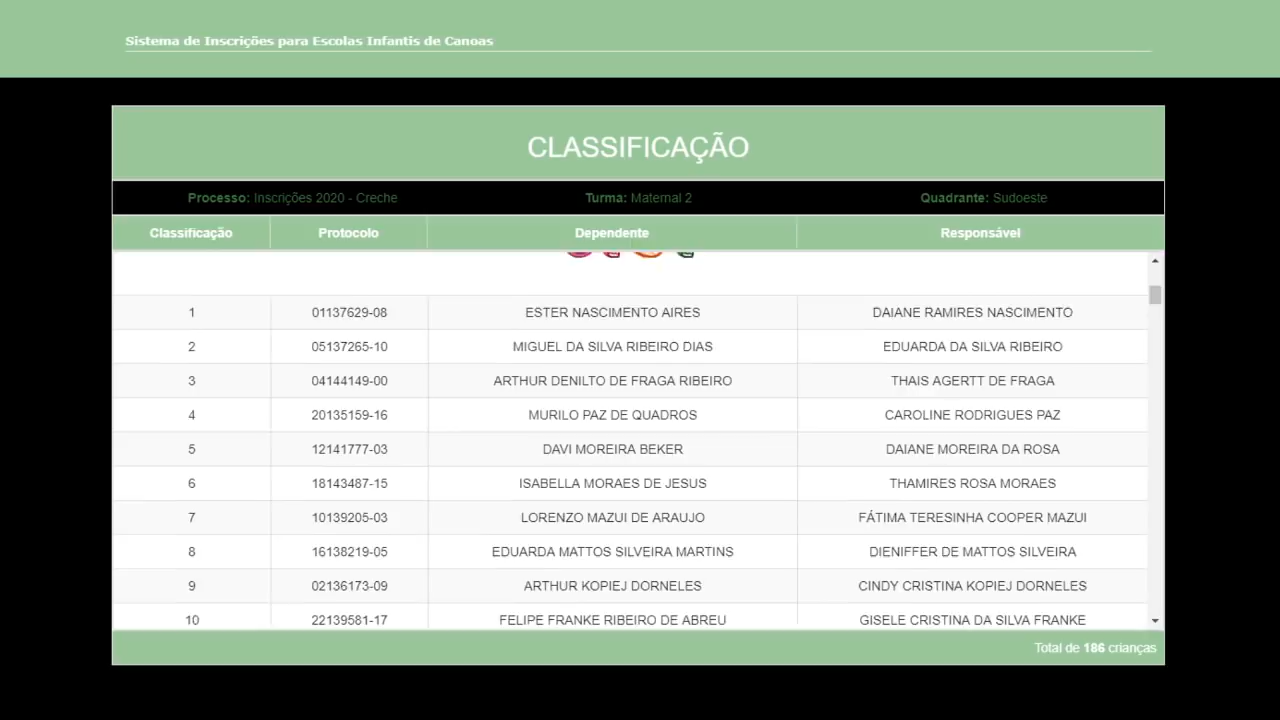 Sistema de Inscrições para Escolas Infantis de Canoas
CLASSIFICAÇÃO
Processo: Inscrições 2020 - Creche Turma: Maternal 2 Quadrante: Sudoeste
Classificação Protocolo Dependente Responsável
1 01137629-08 ESTER NASCIMENTO AIRES DAIANE RAMIRES NASCIMENTO
2 05137265-10 MIGUEL DA SILVA RIBEIRO DIAS EDUARDA DA SILVA RIBEIRO
3 04144149-00 ARTHUR DENILTO DE FRAGA RIBEIRO THAIS AGERTT DE FRAGA
4 20135159-16 MURILO PAZ DE QUADROS CAROLINE RODRIGUES PAZ
5 12141777-03 DAVI MOREIRA BEKER DAIANE MOREIRA DA ROSA
6 18143487-15 ISABELLA MORAES DE JESUS THAMIRES ROSA MORAES
7 10139205-03 LORENZO MAZUI DE ARAUJO FÁTIMA TERESINHA COOPER MAZUI
8 16138219-05 EDUARDA MATTOS SILVEIRA MARTINS DIENIFFER DE MATTOS SILVEIRA
9 02136173-09 ARTHUR KOPIEJ DORNELES CINDY CRISTINA KOPIEJ DORNELES
10 22139581-17 FELIPE FRANKE RIBEIRO DE ABREU GISELE CRISTINA DA SILVA FRANKE
Total de 186 crianças